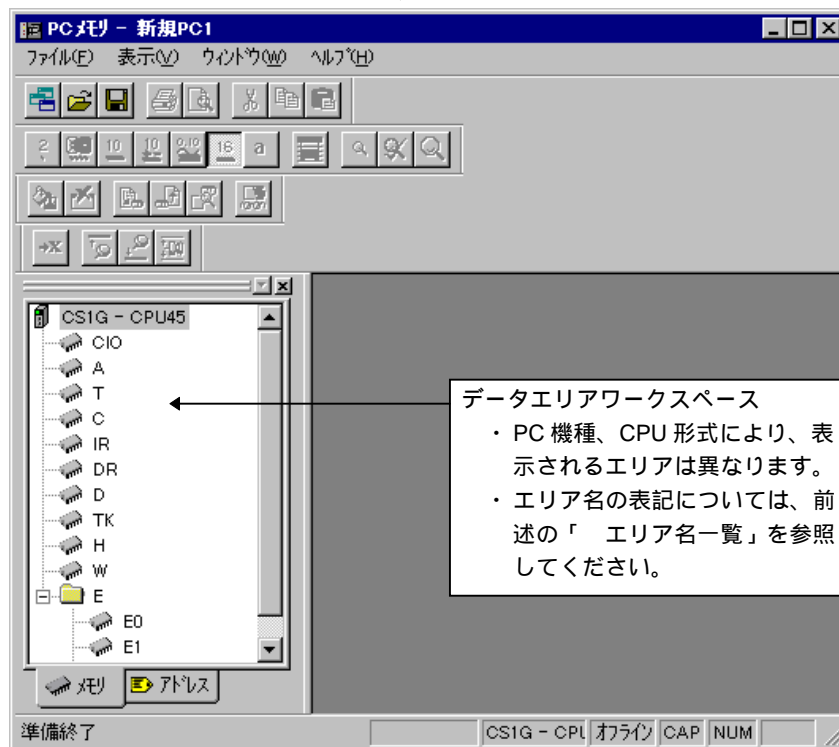 PCメモリ - 新規PC1
ファイル(F) 表示(V) ウィンドウ(W) ヘルプ(H)
2 10 10 0,10 16 a
CS1G - CPU45
CIO
A
T
C
IR
DR
D
TK
H
W
E
E0
E1
メモリ アドレス
データエリアワークスペース
・ PC 機種、CPU 形式により、表
示されるエリアは異なります。
・ エリア名の表記については、前
述の「 エリア名一覧」を参照
してください。
準備終了 CS1G - CPU オフライン CAP NUM